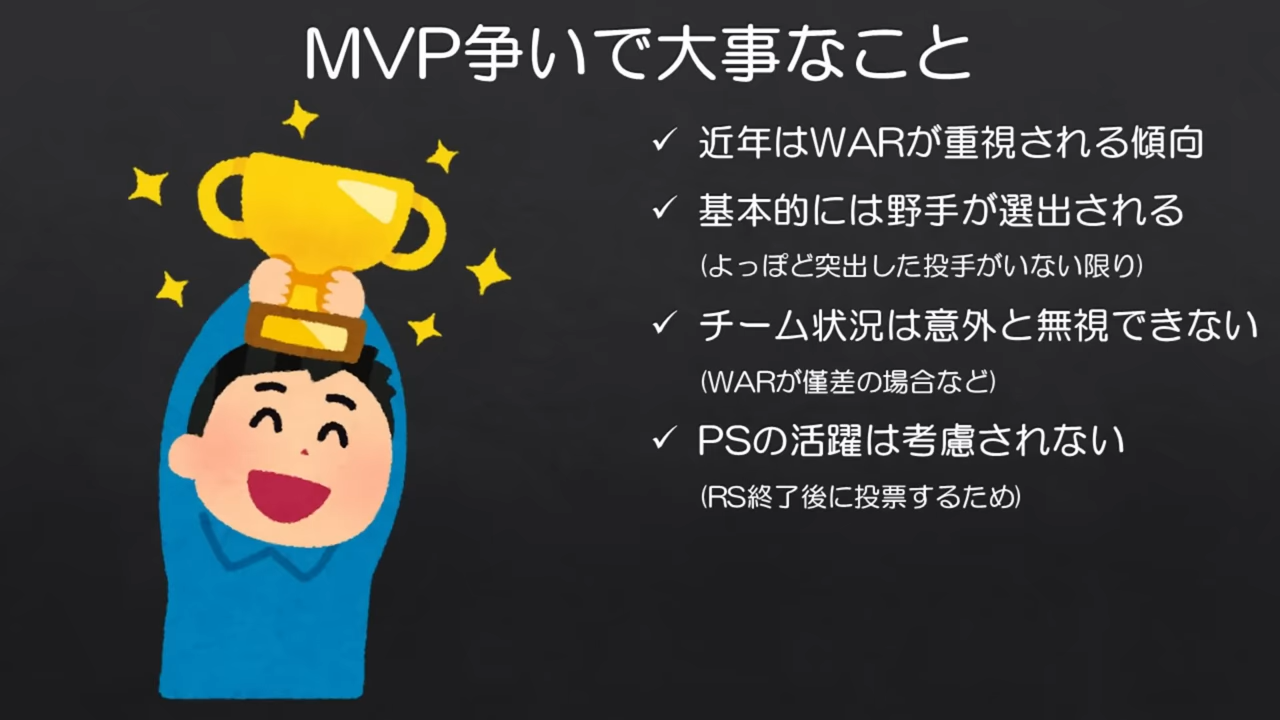 MVP争いで大事なこと
✓ 近年はWARが重視される傾向
✓ 基本的には野手が選出される
(よっぽど突出した投手がいない限り)
✓ チーム状況は意外と無視できない
(WARが僅差の場合など)
✓ PSの活躍は考慮されない
(RS終了後に投票するため)